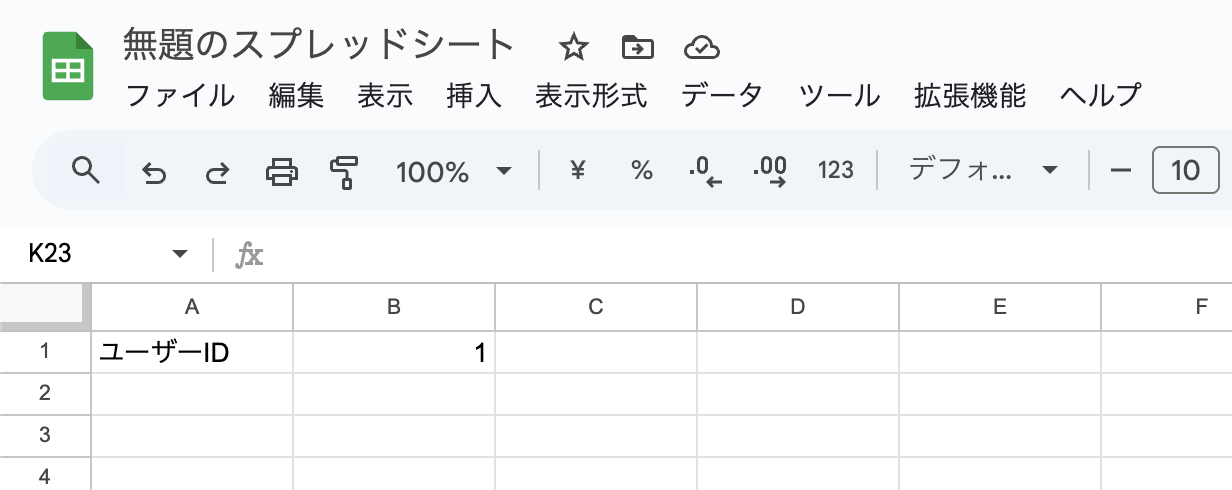 無題のスプレッドシート
ファイル 編集 表示 挿入 表示形式 データ ツール 拡張機能 ヘルプ
100% ¥ % .0 .00 123 デフォ... 10
K23 fx
A B C D E F
1 ユーザーID 1
2
3
4